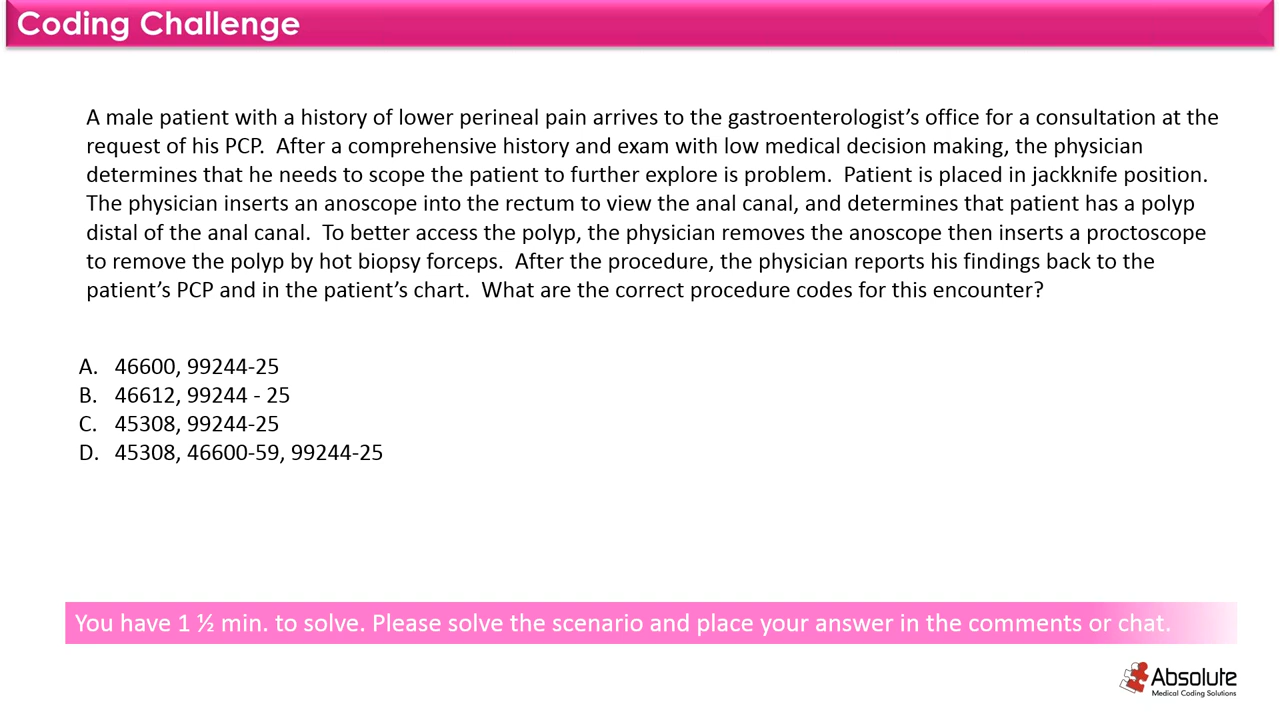 Coding Challenge
A male patient with a history of lower perineal pain arrives to the gastroenterologist’s office for a consultation at the
request of his PCP.  After a comprehensive history and exam with low medical decision making, the physician
determines that he needs to scope the patient to further explore is problem.  Patient is placed in jackknife position.
The physician inserts an anoscope into the rectum to view the anal canal, and determines that patient has a polyp
distal of the anal canal.  To better access the polyp, the physician removes the anoscope then inserts a proctoscope
to remove the polyp by hot biopsy forceps.  After the procedure, the physician reports his findings back to the
patient’s PCP and in the patient’s chart.  What are the correct procedure codes for this encounter?
A. 46600, 99244-25
B. 46612, 99244 - 25
C. 45308, 99244-25
D. 45308, 46600-59, 99244-25
You have 1 ½ min. to solve. Please solve the scenario and place your answer in the comments or chat.
Absolute
Medical Coding Solutions